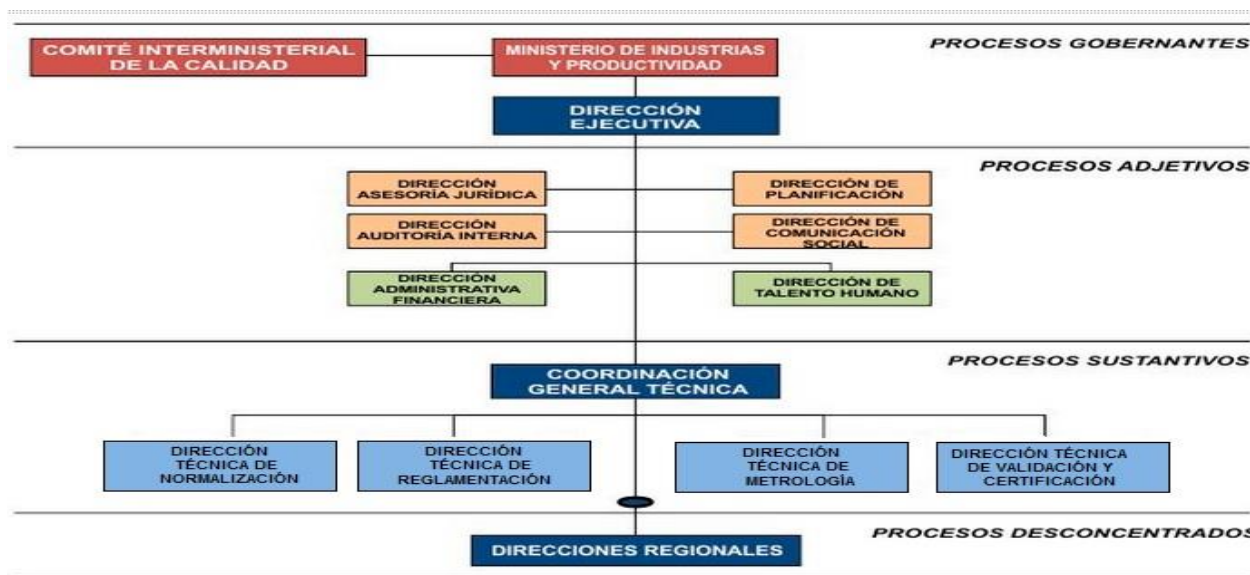 PROCESOS GOBERNANTES
COMITÉ INTERMINISTERIAL
DE LA CALIDAD
MINISTERIO DE INDUSTRIAS
Y PRODUCTIVIDAD
DIRECCIÓN
EJECUTIVA
PROCESOS ADJETIVOS
DIRECCIÓN
ASESORÍA JURÍDICA
DIRECCIÓN DE
PLANIFICACIÓN
DIRECCIÓN
AUDITORÍA INTERNA
DIRECCIÓN DE
COMUNICACIÓN
SOCIAL
DIRECCIÓN
ADMINISTRATIVA
FINANCIERA
DIRECCIÓN DE
TALENTO HUMANO
PROCESOS SUSTANTIVOS
COORDINACIÓN
GENERAL TÉCNICA
DIRECCIÓN
TÉCNICA DE
NORMALIZACIÓN
DIRECCIÓN
TÉCNICA DE
REGLAMENTACIÓN
DIRECCIÓN
TÉCNICA DE
METROLOGÍA
DIRECCIÓN TÉCNICA
DE VALIDACIÓN Y
CERTIFICACIÓN
PROCESOS DESCONCENTRADOS
DIRECCIONES REGIONALES